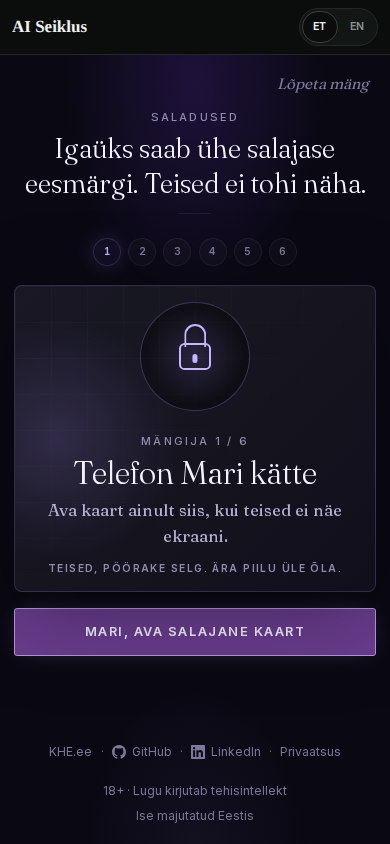 AI Seiklus
ET EN
Lõpeta mäng
SALADUSED
Igaüks saab ühe salajase
eesmärgi. Teised ei tohi näha.
1 2 3 4 5 6
MÄNGIJA 1 / 6
Telefon Mari kätte
Ava kaart ainult siis, kui teised ei näe
ekraani.
TEISED, PÖÖRAKE SELG. ÄRA PIILU ÜLE ÕLA.
MARI, AVA SALAJANE KAART
KHE.ee · GitHub · LinkedIn · Privaatsus
18+ · Lugu kirjutab tehisintellekt
Ise majutatud Eestis